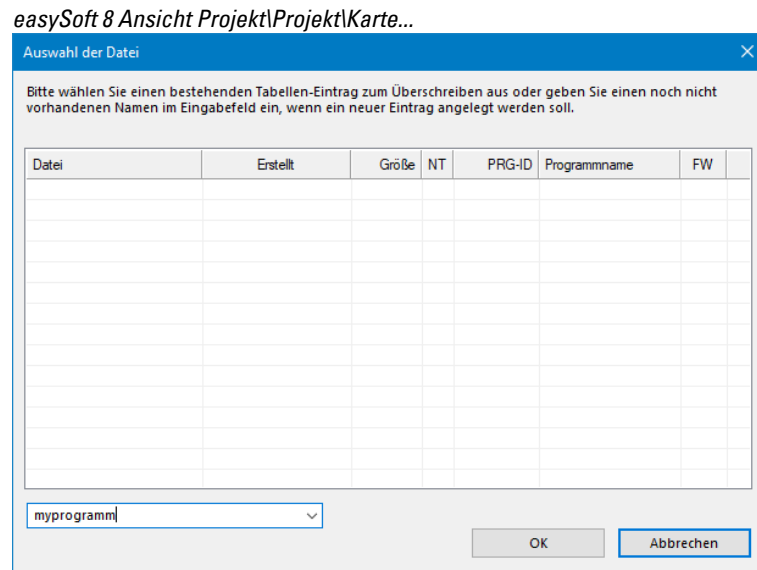 easySoft 8 Ansicht Projekt\Projekt\Karte...
Auswahl der Datei
Bitte wählen Sie einen bestehenden Tabellen-Eintrag zum Überschreiben aus oder geben Sie einen noch nicht
vorhandenen Namen im Eingabefeld ein, wenn ein neuer Eintrag angelegt werden soll.
Datei Erstellt Größe NT PRG-ID Programmname FW
myprogramm
OK Abbrechen